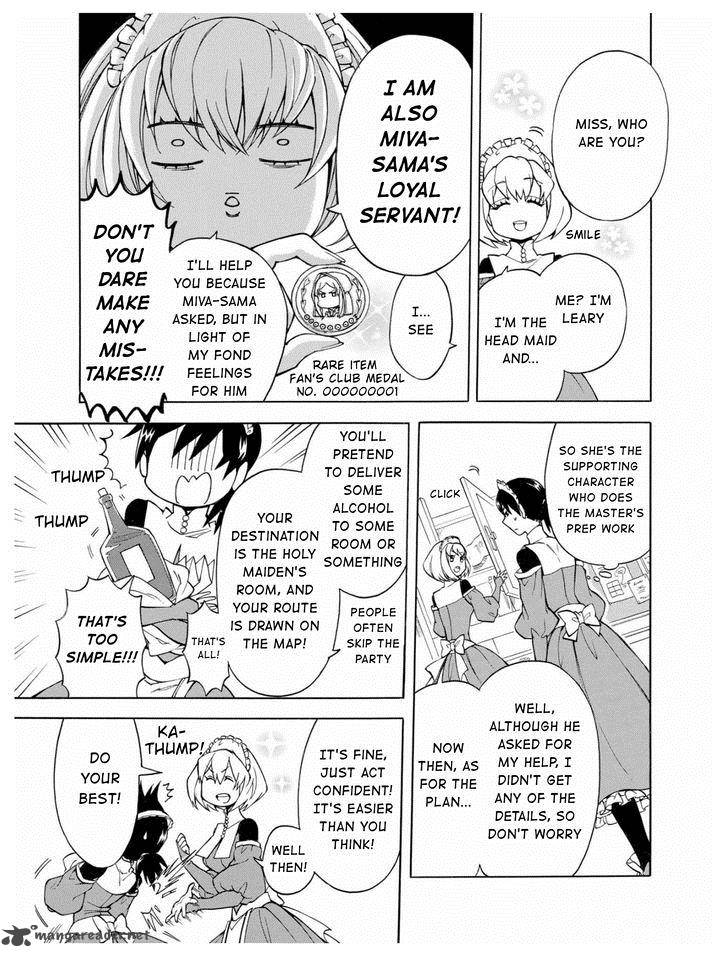 MISS, WHO
ARE YOU?
SMILE
ME? I'M
LEARY
I'M THE
HEAD MAID
AND...
I AM
ALSO
MIVA-
SAMA'S
LOYAL
SERVANT!
I...
SEE
RARE ITEM
FAN'S CLUB MEDAL
NO. 000000001
I'LL HELP
YOU BECAUSE
MIVA-SAMA
ASKED, BUT IN
LIGHT OF
MY FOND
FEELINGS
FOR HIM
DON'T
YOU
DARE
MAKE
ANY
MIS-
TAKES!!!
SO SHE'S THE
SUPPORTING
CHARACTER
WHO DOES
THE MASTER'S
PREP WORK
CLICK
WELL,
ALTHOUGH HE
ASKED FOR
MY HELP, I
DIDN'T GET
ANY OF THE
DETAILS, SO
DON'T WORRY
NOW
THEN, AS
FOR THE
PLAN...
YOU'LL
PRETEND
TO DELIVER
SOME
ALCOHOL
TO SOME
ROOM OR
SOMETHING
PEOPLE
OFTEN
SKIP THE
PARTY
YOUR
DESTINATION
IS THE HOLY
MAIDEN'S
ROOM, AND
YOUR ROUTE
IS DRAWN ON
THE MAP!
THAT'S
ALL!
THUMP
THUMP
THAT'S
TOO
SIMPLE!!!
IT'S FINE,
JUST ACT
CONFIDENT!
IT'S EASIER
THAN YOU
THINK!
WELL
THEN!
KA-
THUMP!
DO
YOUR
BEST!
mangareader.net